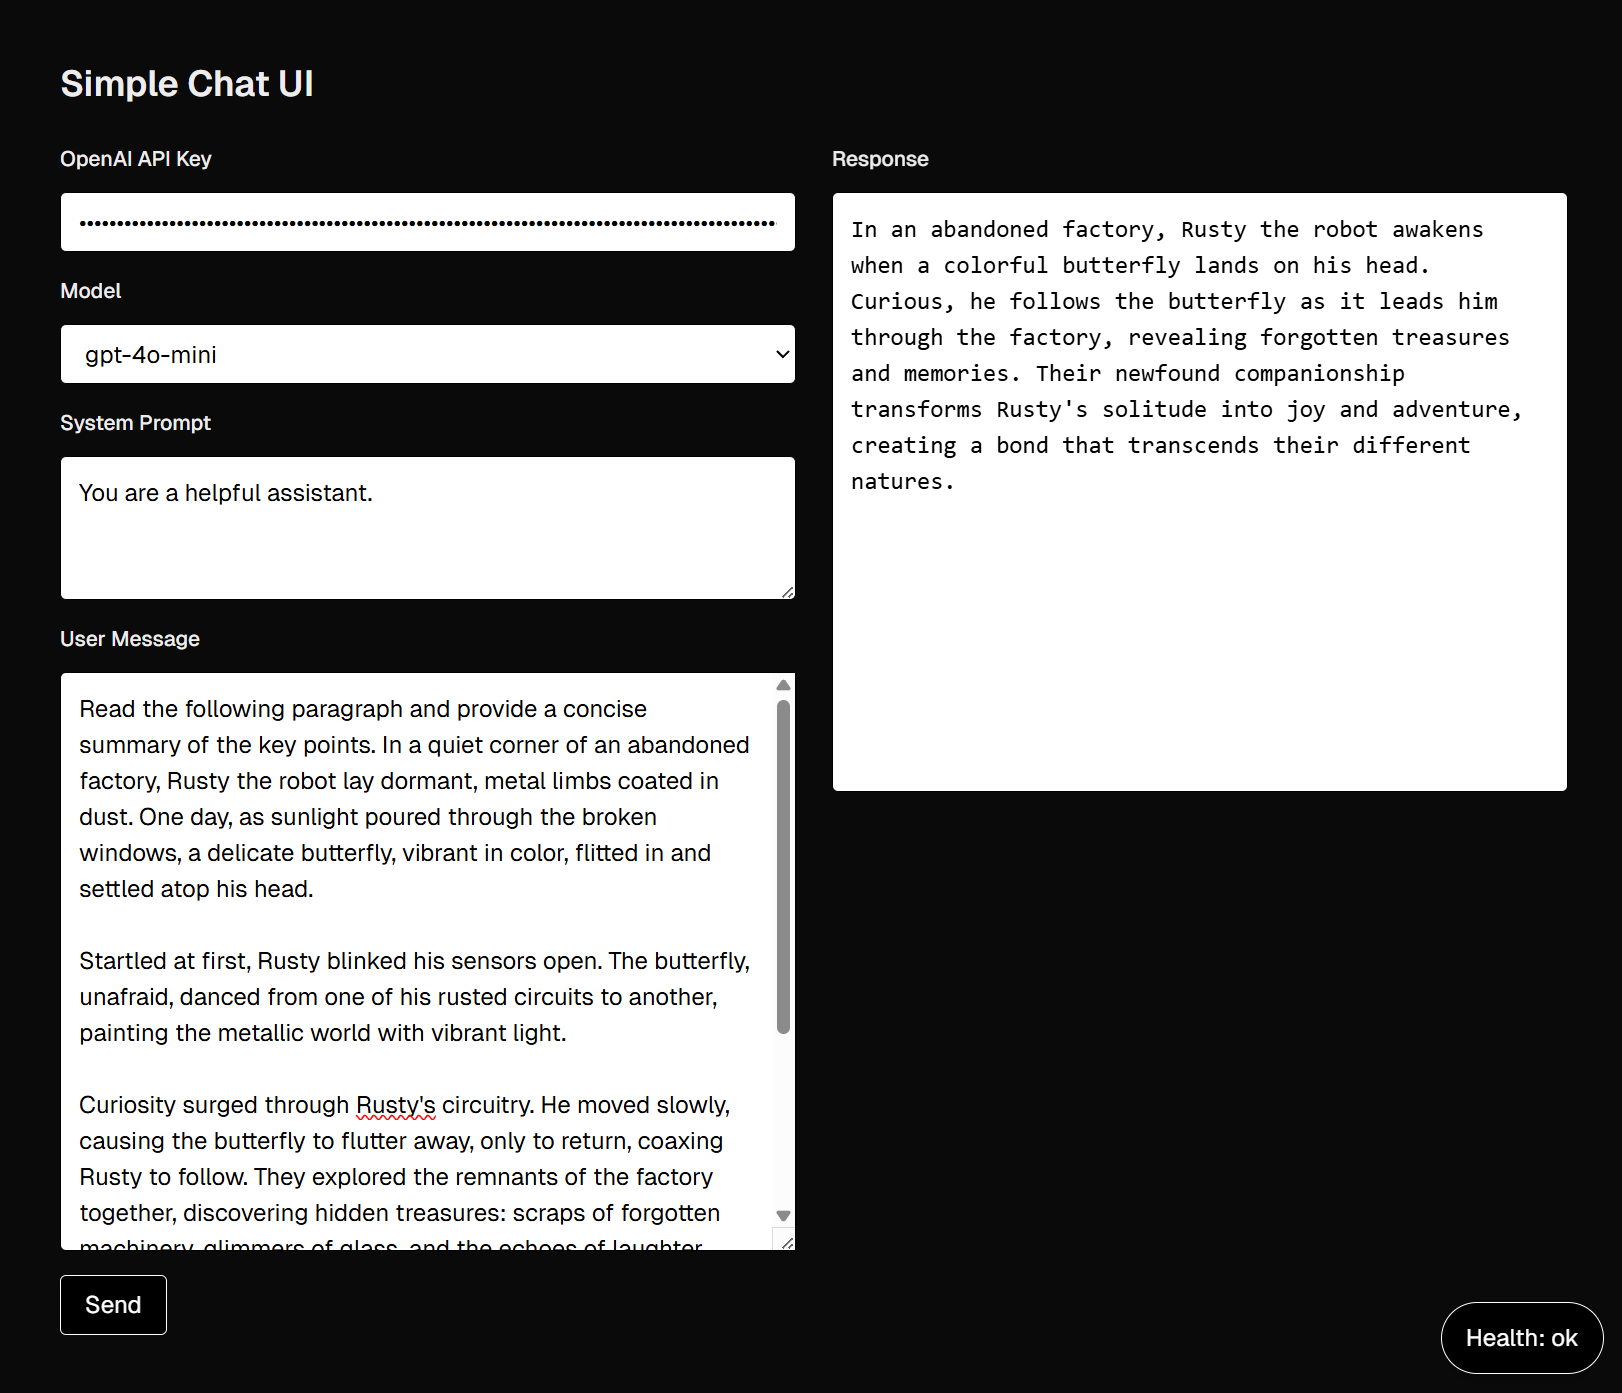 Simple Chat UI
OpenAI API Key
Model
gpt-4o-mini
System Prompt
You are a helpful assistant.
User Message
Read the following paragraph and provide a concise
summary of the key points. In a quiet corner of an abandoned
factory, Rusty the robot lay dormant, metal limbs coated in
dust. One day, as sunlight poured through the broken
windows, a delicate butterfly, vibrant in color, flitted in and
settled atop his head.
Startled at first, Rusty blinked his sensors open. The butterfly,
unafraid, danced from one of his rusted circuits to another,
painting the metallic world with vibrant light.
Curiosity surged through Rusty's circuitry. He moved slowly,
causing the butterfly to flutter away, only to return, coaxing
Rusty to follow. They explored the remnants of the factory
together, discovering hidden treasures: scraps of forgotten
machinery, glimmers of glass, and the echoes of laughter
Send
Response
In an abandoned factory, Rusty the robot awakens
when a colorful butterfly lands on his head.
Curious, he follows the butterfly as it leads him
through the factory, revealing forgotten treasures
and memories. Their newfound companionship
transforms Rusty's solitude into joy and adventure,
creating a bond that transcends their different
natures.
Health: ok